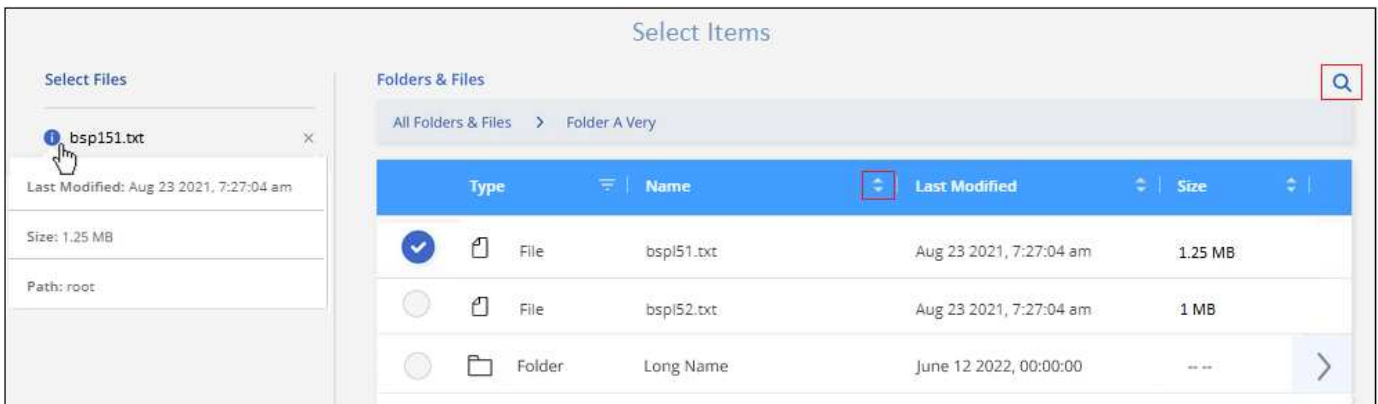 Select Items
Select Files
bsp151.txt
Last Modified: Aug 23 2021, 7:27:04 am
Size: 1.25 MB
Path: root
Folders & Files
All Folders & Files > Folder A Very
Type Name Last Modified Size
File bspl51.txt Aug 23 2021, 7:27:04 am 1.25 MB
File bspl52.txt Aug 23 2021, 7:27:04 am 1 MB
Folder Long Name June 12 2022, 00:00:00 -- --